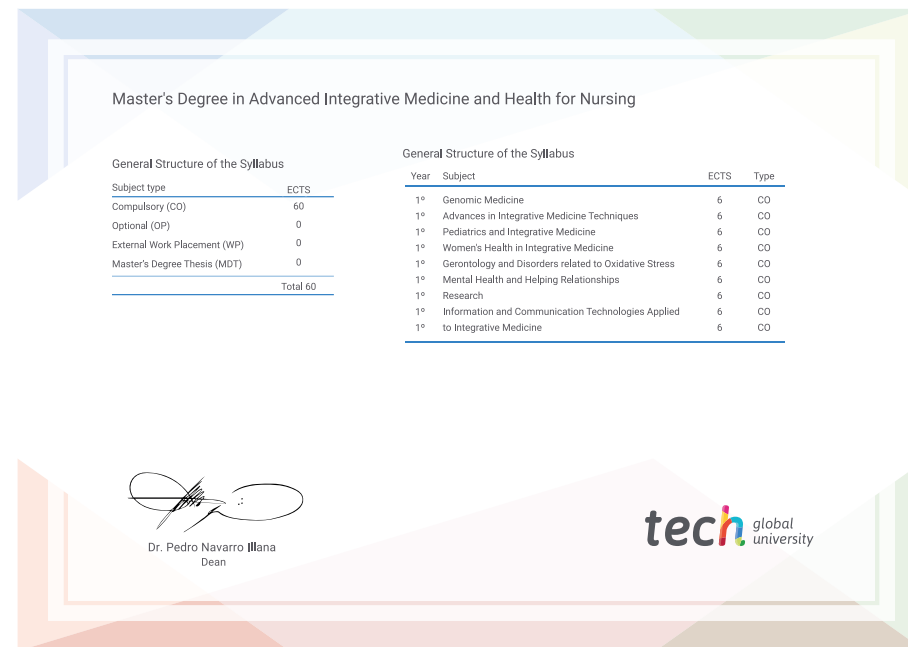 Master's Degree in Advanced Integrative Medicine and Health for Nursing
General Structure of the Syllabus
Subject type ECTS
Compulsory (CO) 60
Optional (OP) 0
External Work Placement (WP) 0
Master's Degree Thesis (MDT) 0
Total 60
General Structure of the Syllabus
Year Subject ECTS Type
1º Genomic Medicine 6 CO
1º Advances in Integrative Medicine Techniques 6 CO
1º Pediatrics and Integrative Medicine 6 CO
1º Women's Health in Integrative Medicine 6 CO
1º Gerontology and Disorders related to Oxidative Stress 6 CO
1º Mental Health and Helping Relationships 6 CO
1º Research 6 CO
1º Information and Communication Technologies Applied 6 CO
1º to Integrative Medicine 6 CO
Dr. Pedro Navarro Illana
Dean
tech global
university